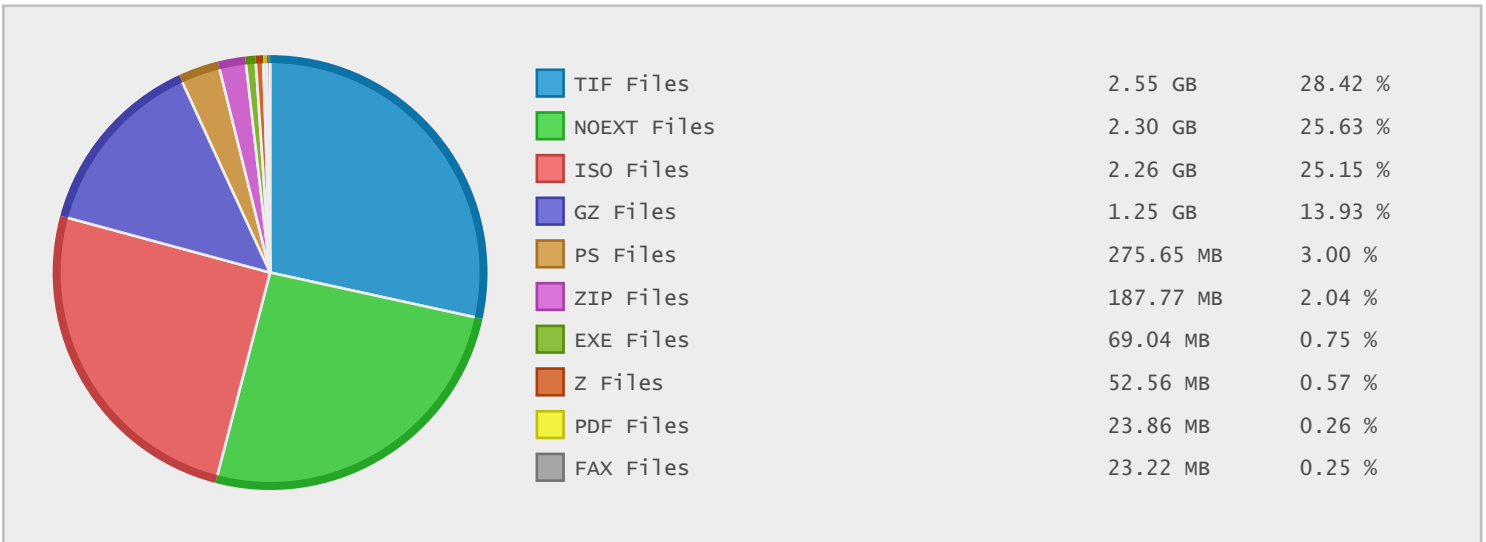 TIF Files 2.55 GB 28.42 %
NOEXT Files 2.30 GB 25.63 %
ISO Files 2.26 GB 25.15 %
GZ Files 1.25 GB 13.93 %
PS Files 275.65 MB 3.00 %
ZIP Files 187.77 MB 2.04 %
EXE Files 69.04 MB 0.75 %
Z Files 52.56 MB 0.57 %
PDF Files 23.86 MB 0.26 %
FAX Files 23.22 MB 0.25 %